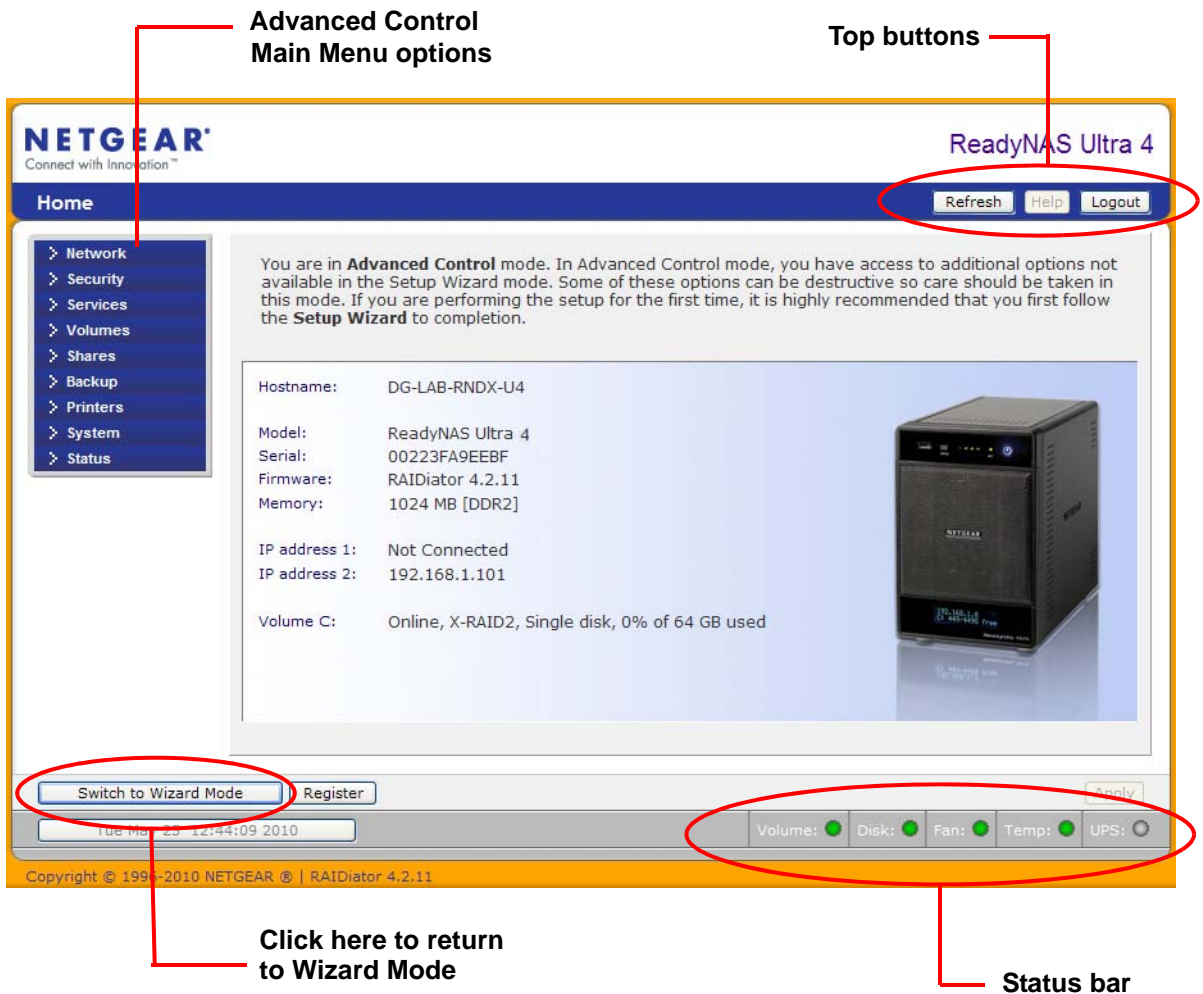 Advanced Control
Main Menu options
Top buttons
NETGEAR®
Connect with Innovation™
ReadyNAS Ultra 4
Home
Refresh
Help
Logout
Network
Security
Services
Volumes
Shares
Backup
Printers
System
Status
You are in Advanced Control mode. In Advanced Control mode, you have access to additional options not
available in the Setup Wizard mode. Some of these options can be destructive so care should be taken in
this mode. If you are performing the setup for the first time, it is highly recommended that you first follow
the Setup Wizard to completion.
Hostname: DG-LAB-RNDX-U4
Model: ReadyNAS Ultra 4
Serial: 00223FA9EEBF
Firmware: RAIDiator 4.2.11
Memory: 1024 MB [DDR2]
IP address 1: Not Connected
IP address 2: 192.168.1.101
Volume C: Online, X-RAID2, Single disk, 0% of 64 GB used
NETGEAR
Switch to Wizard Mode
Register
Apply
Tue May 25 12:44:09 2010
Volume:
Disk:
Fan:
Temp:
UPS:
Copyright © 1996-2010 NETGEAR ® | RAIDiator 4.2.11
Click here to return
to Wizard Mode
Status bar